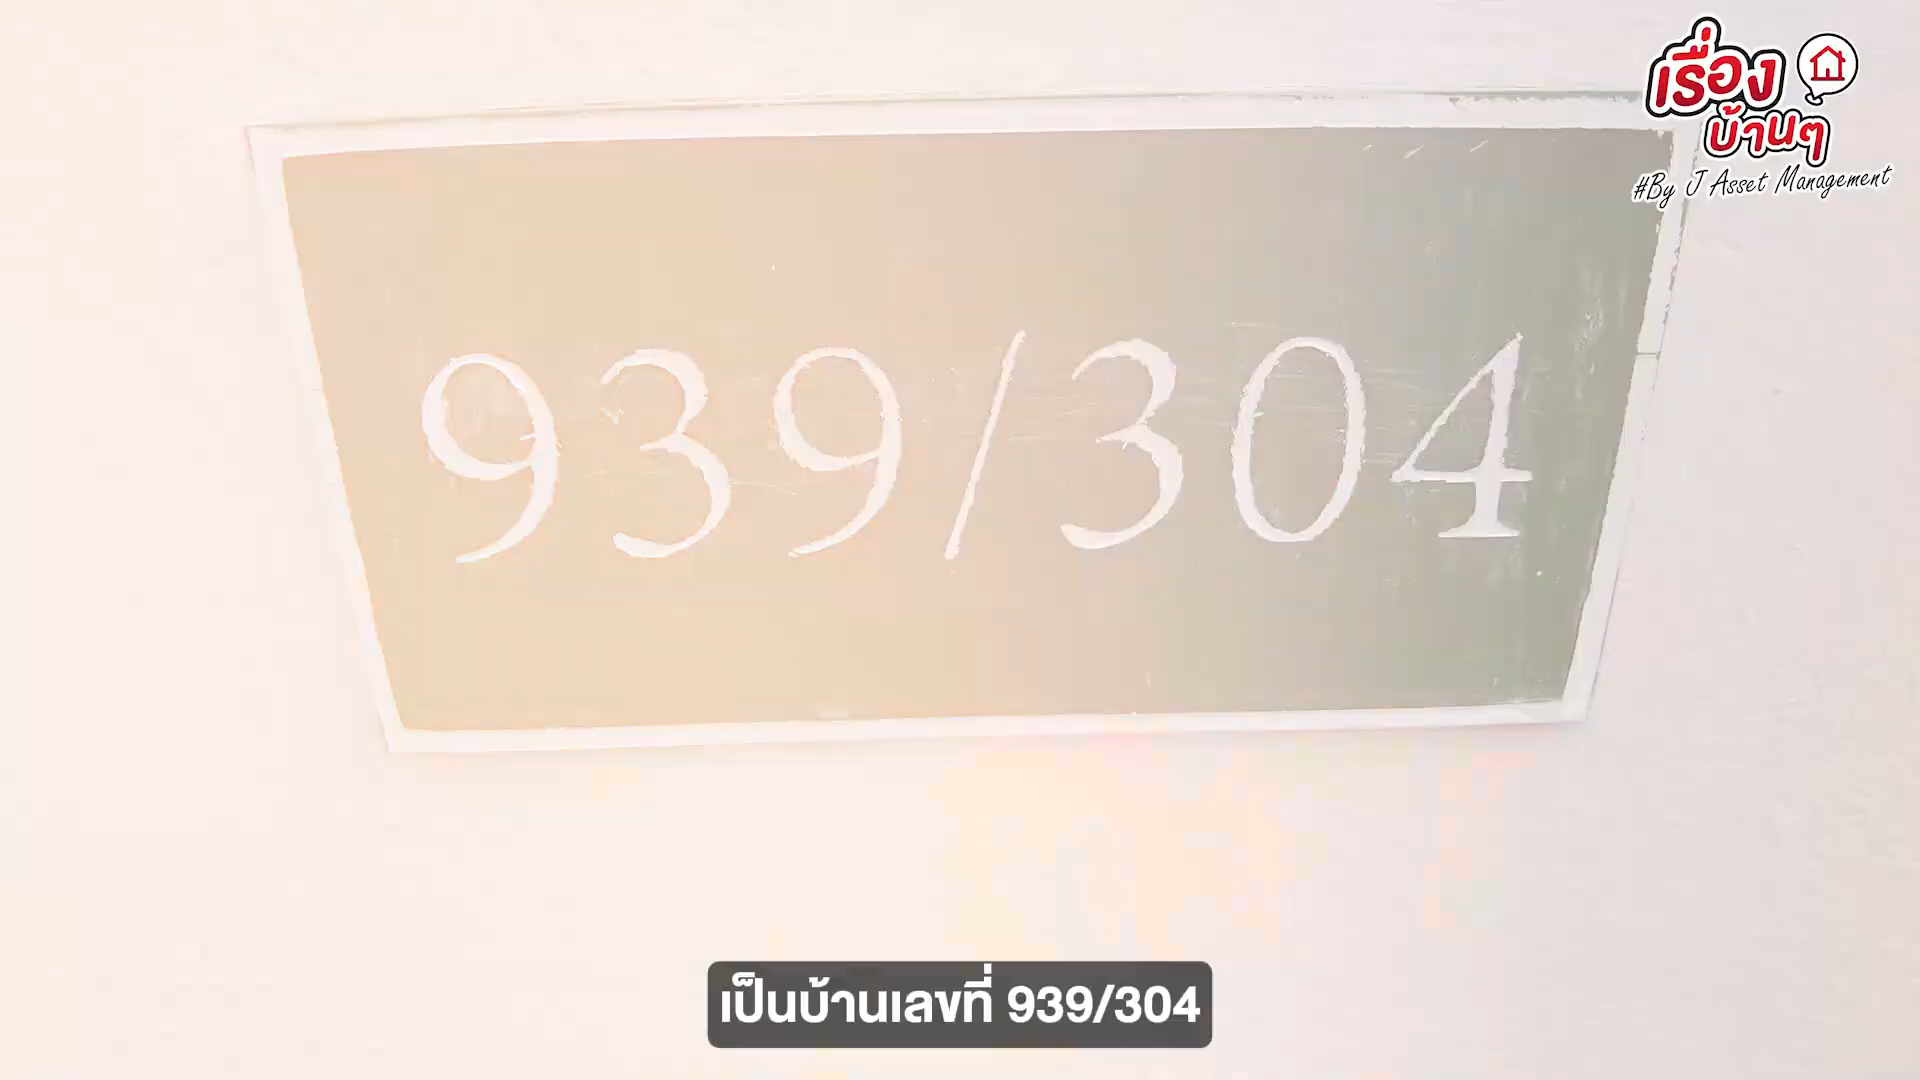 เรื่อง
บ้านๆ
#By J Asset Management
939/304
เป็นบ้านเลขที่ 939/304